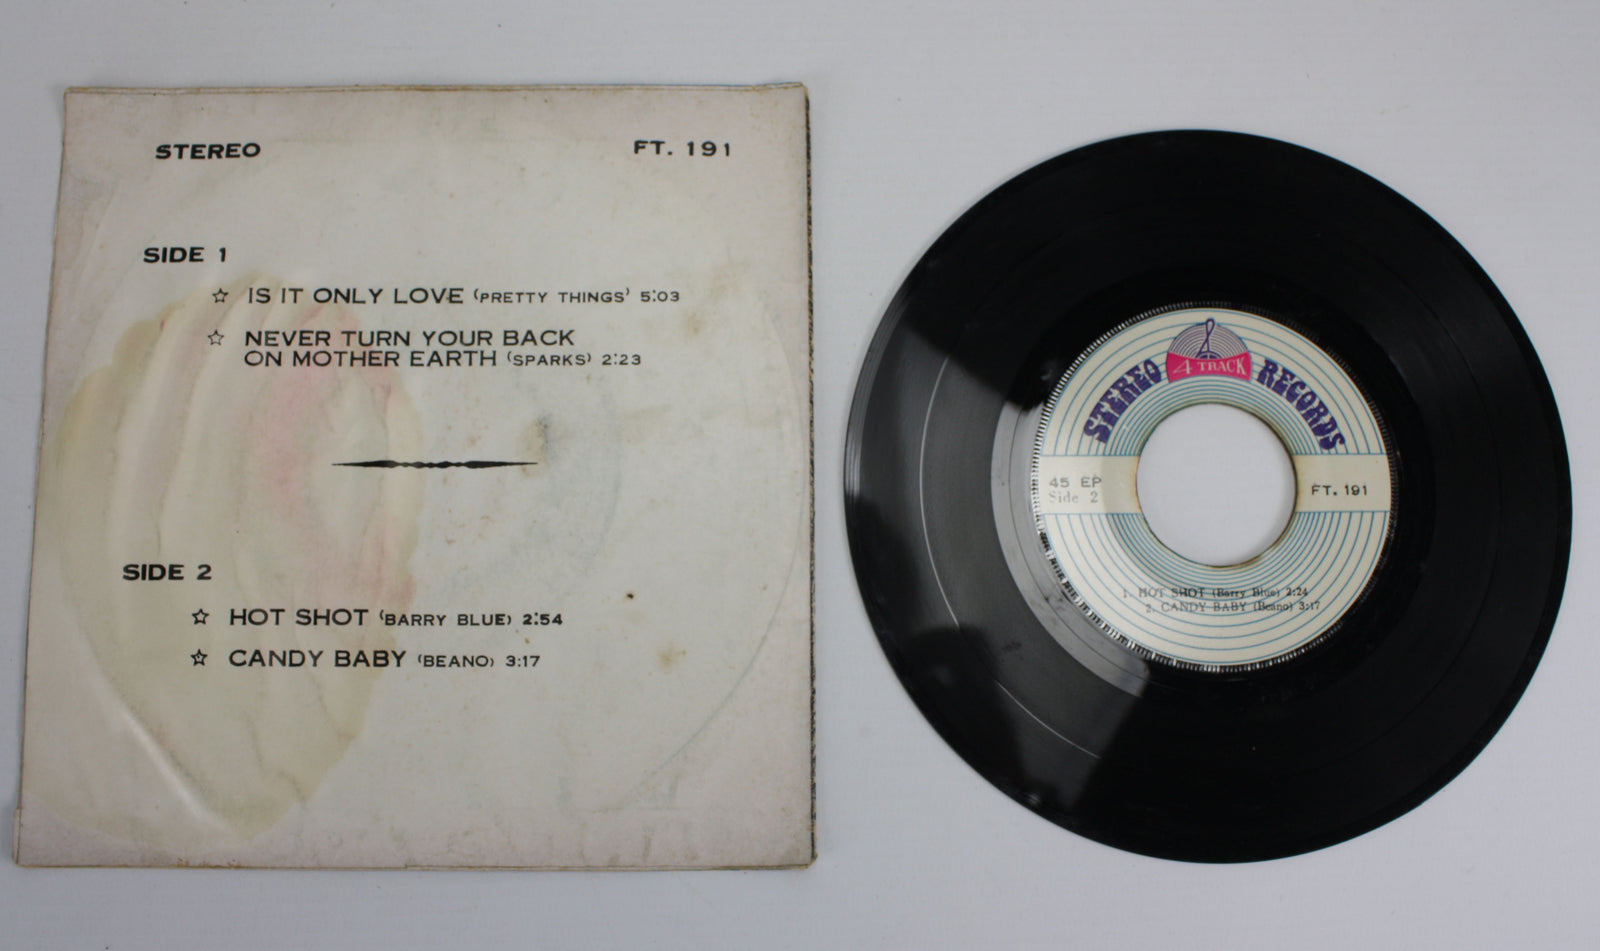 STEREO FT. 191
SIDE 1
☆ IS IT ONLY LOVE (PRETTY THINGS' 5:03
☆ NEVER TURN YOUR BACK
ON MOTHER EARTH (SPARKS) 2:23
SIDE 2
☆ HOT SHOT (BARRY BLUE) 2:54
☆ CANDY BABY (BEANO) 3:17
STEREO 4 TRACK RECORDS
45 EP
Side 2
FT. 191
1. HOT SHOT (Barry Blue) 2:24
2. CANDY BABY (Beano) 3:17